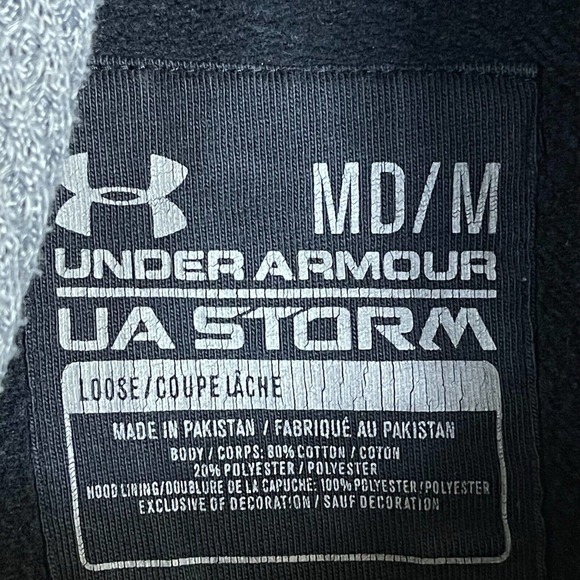 MD/M
UNDER ARMOUR
UA STORM
LOOSE/COUPE LÂCHE
MADE IN PAKISTAN / FABRIQUÉ AU PAKISTAN
BODY / CORPS: 80% COTTON / COTON
20% POLYESTER / POLYESTER
HOOD LINING/DOUBLURE DE LA CAPUCHE: 100% POLYESTER/POLYESTER
EXCLUSIVE OF DECORATION / SAUF DECORATION